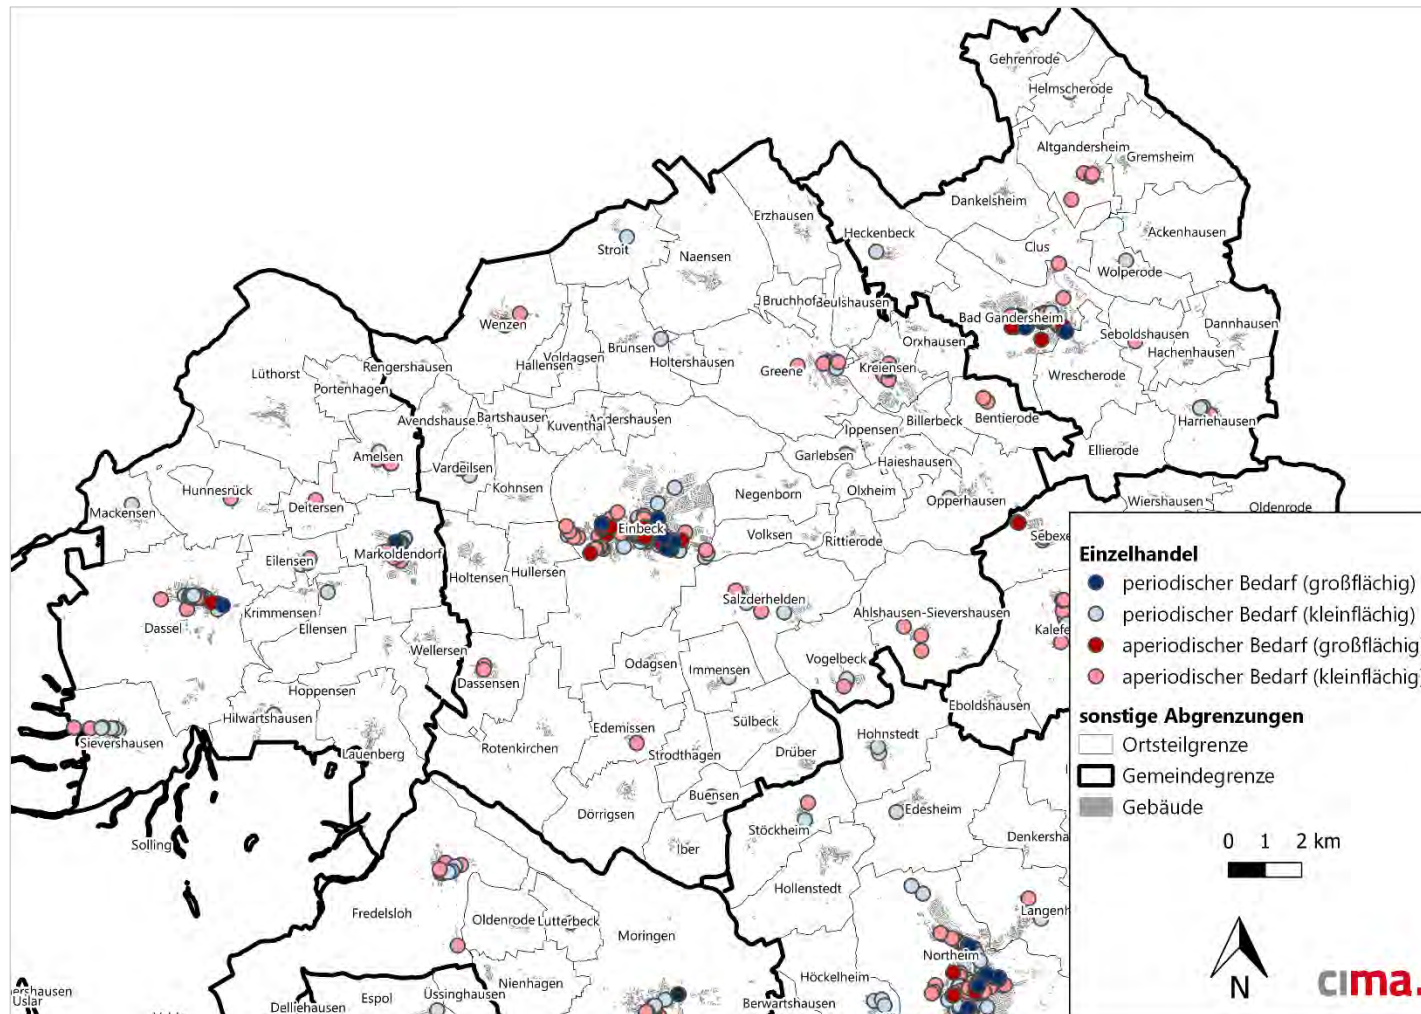 Gehrenrode
Helmscherode
Altgandersheim
Gremsheim
Dankelsheim
Erzhausen
Heckenbeck
Ackenhausen
Stroit
Clus
Naensen
Wolperode
Bad Gandersheim
Wenzen
Seboldshausen
Dannhausen
Orxhausen
Brunsen
Voldagsen
Hachenhausen
Hallensen
Holtershausen
Rengershausen
Greene
Kreiensen
Wrescherode
Lüthorst
Portenhagen
Bartshausen
Kuventhal
Billerbeck
Bentierode
Harriehausen
Ippensen
Ellierode
Amelsen
Garlebsen
Haieshausen
Vardeilsen
Kohnsen
Negenborn
Olxheim
Opperhausen
Hunnesrück
Mackensen
Deitersen
Wiershausen
Oldenrode
Einbeck
Volksen
Rittierode
Markoldendorf
Eilensen
Holtensen
Hullersen
Salzderhelden
Ahlshausen-Sievershausen
Krimmensen
Dassel
Ellensen
Wellersen
Odagsen
Immensen
Vogelbeck
Dassensen
Hoppensen
Eboldshausen
Hilwartshausen
Edemissen
Sülbeck
Hohnstedt
Sievershausen
Lauenberg
Rotenkirchen
Strodthagen
Drüber
Buensen
Edesheim
Dörrigsen
Stöckheim
Solling
Iber
Hollenstedt
Fredelsloh
Oldenrode
Lutterbeck
Moringen
Northeim
Nienhagen
Höckelheim
Espol
Üssinghausen
Delliehausen
Berwartshausen
Uslar
Einzelhandel
periodischer Bedarf (großflächig)
periodischer Bedarf (kleinflächig)
aperiodischer Bedarf (großflächig
aperiodischer Bedarf (kleinflächig)
sonstige Abgrenzungen
Ortsteilgrenze
Gemeindegrenze
Gebäude
0 1 2 km
N
cima.